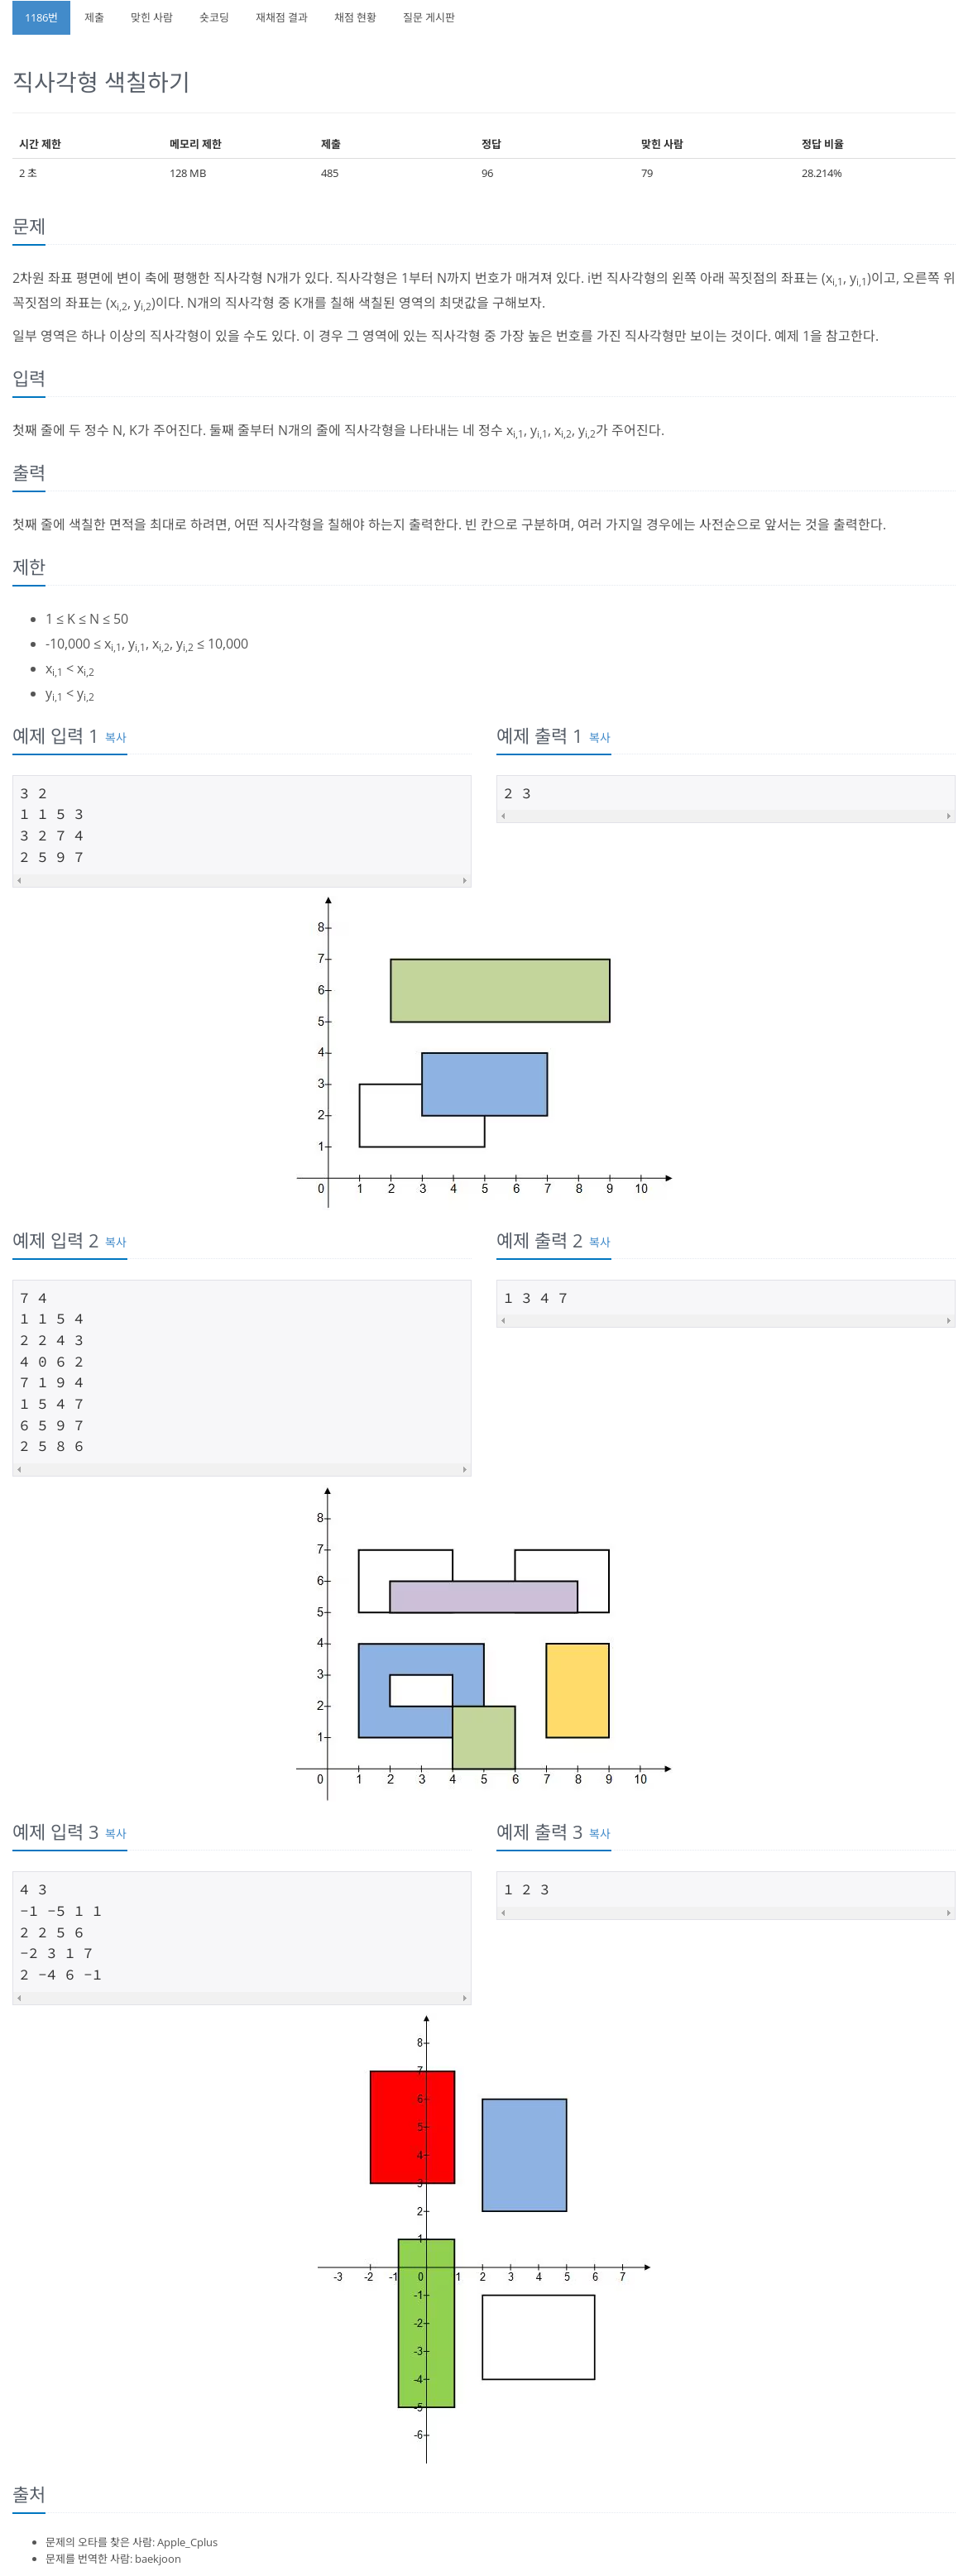 1186번 제출 맞힌 사람 숏코딩 재채점 결과 채점 현황 질문 게시판
직사각형 색칠하기
시간 제한 메모리 제한 제출 정답 맞힌 사람 정답 비율
2 초 128 MB 485 96 79 28.214%
문제
2차원 좌표 평면에 변이 축에 평행한 직사각형 N개가 있다. 직사각형은 1부터 N까지 번호가 매겨져 있다. i번 직사각형의 왼쪽 아래 꼭짓점의 좌표는 (xi,1, yi,1)이고, 오른쪽 위
꼭짓점의 좌표는 (xi,2, yi,2)이다. N개의 직사각형 중 K개를 칠해 색칠된 영역의 최댓값을 구해보자.
일부 영역은 하나 이상의 직사각형이 있을 수도 있다. 이 경우 그 영역에 있는 직사각형 중 가장 높은 번호를 가진 직사각형만 보이는 것이다. 예제 1을 참고한다.
입력
첫째 줄에 두 정수 N, K가 주어진다. 둘째 줄부터 N개의 줄에 직사각형을 나타내는 네 정수 xi,1, yi,1, xi,2, yi,2가 주어진다.
출력
첫째 줄에 색칠한 면적을 최대로 하려면, 어떤 직사각형을 칠해야 하는지 출력한다. 빈 칸으로 구분하며, 여러 가지일 경우에는 사전순으로 앞서는 것을 출력한다.
제한
• 1 ≤ K ≤ N ≤ 50
• -10,000 ≤ xi,1, yi,1, xi,2, yi,2 ≤ 10,000
• xi,1 < xi,2
• yi,1 < yi,2
예제 입력 1 복사
3 2
1 1 5 3
3 2 7 4
2 5 9 7
예제 출력 1 복사
2 3
8
7
6
5
4
3
2
1
0 1 2 3 4 5 6 7 8 9 10
예제 입력 2 복사
7 4
1 1 5 4
2 2 4 3
4 0 6 2
7 1 9 4
1 5 4 7
6 5 9 7
2 5 8 6
예제 출력 2 복사
1 3 4 7
8
7
6
5
4
3
2
1
0 1 2 3 4 5 6 7 8 9 10
예제 입력 3 복사
4 3
-1 -5 1 1
2 2 5 6
-2 3 1 7
2 -4 6 -1
예제 출력 3 복사
1 2 3
8
7
6
5
4
3
2
1
-3 -2 -1 0 1 2 3 4 5 6 7
-1
-2
-3
-4
-5
-6
출처
• 문제의 오타를 찾은 사람: Apple_Cplus
• 문제를 번역한 사람: baekjoon